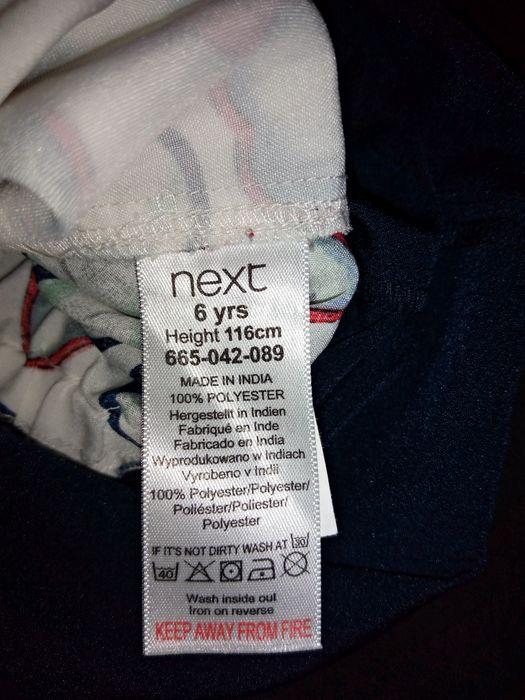 next
6 yrs
Height 116cm
665-042-089
MADE IN INDIA
100% POLYESTER
Hergestellt in Indien
Fabriqué en Inde
Fabricado en India
Wyprodukowano w Indiach
Vyrobeno v Indii
100% Polyester/Polyester/
Poliéster/Poliester/
Polyester
IF IT'S NOT DIRTY WASH AT 30
40
Wash inside out
Iron on reverse
KEEP AWAY FROM FIRE